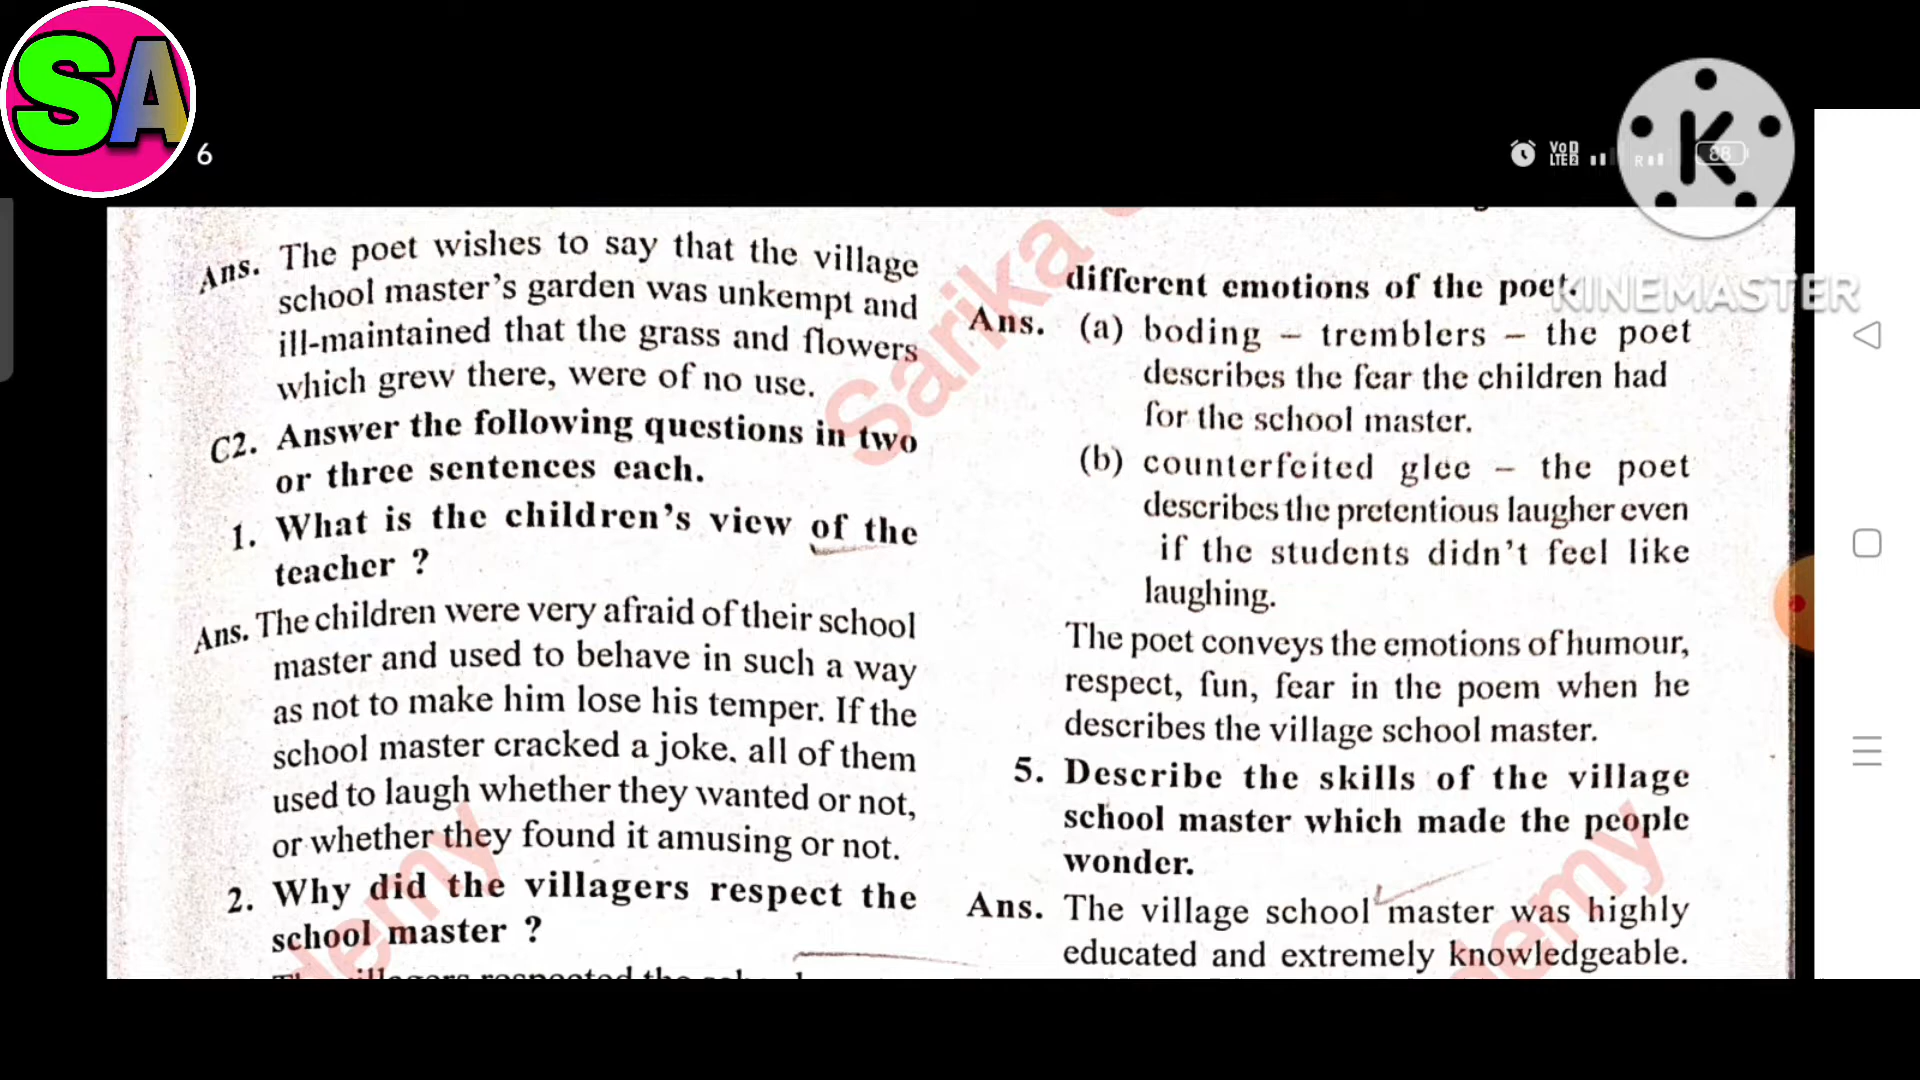 SA
6
VoD
LTE2
R
88
K
KINEMASTER
Sarika
demy
demy
Ans. The poet wishes to say that the village
school master's garden was unkempt and
ill-maintained that the grass and flowers
which grew there, were of no use.
C2. Answer the following questions in two
or three sentences each.
1. What is the children's view of the
teacher ?
Ans. The children were very afraid of their school
master and used to behave in such a way
as not to make him lose his temper. If the
school master cracked a joke, all of them
used to laugh whether they wanted or not,
or whether they found it amusing or not.
2. Why did the villagers respect the
school master ?
different emotions of the poet.
Ans. (a) boding – tremblers – the poet
describes the fear the children had
for the school master.
(b) counterfeited glee – the poet
describes the pretentious laugher even
if the students didn't feel like
laughing.
The poet conveys the emotions of humour,
respect, fun, fear in the poem when he
describes the village school master.
5. Describe the skills of the village
school master which made the people
wonder.
Ans. The village school master was highly
educated and extremely knowledgeable.